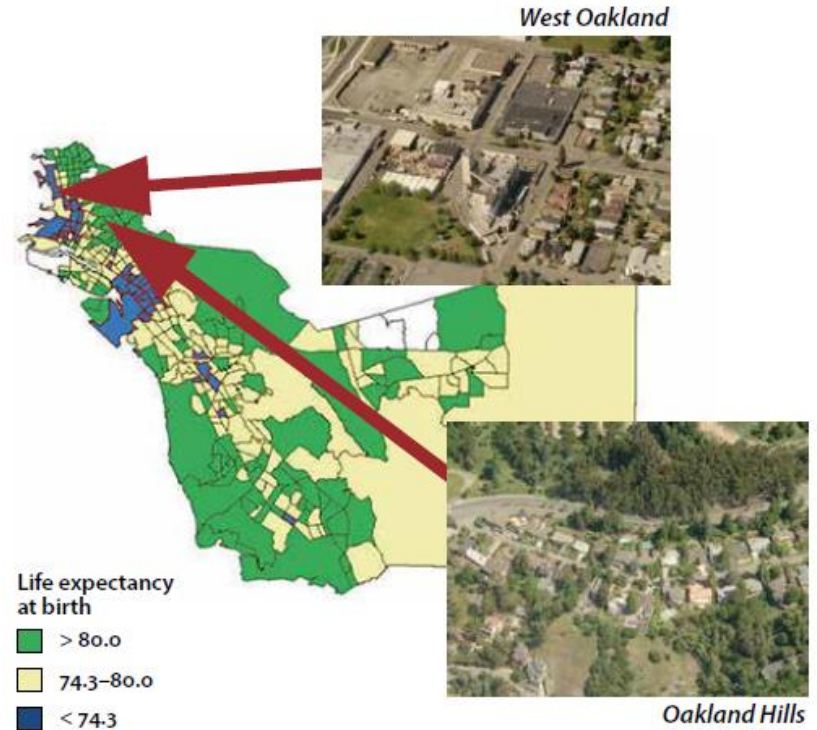 West Oakland
Life expectancy
at birth
> 80.0
74.3–80.0
< 74.3
Oakland Hills